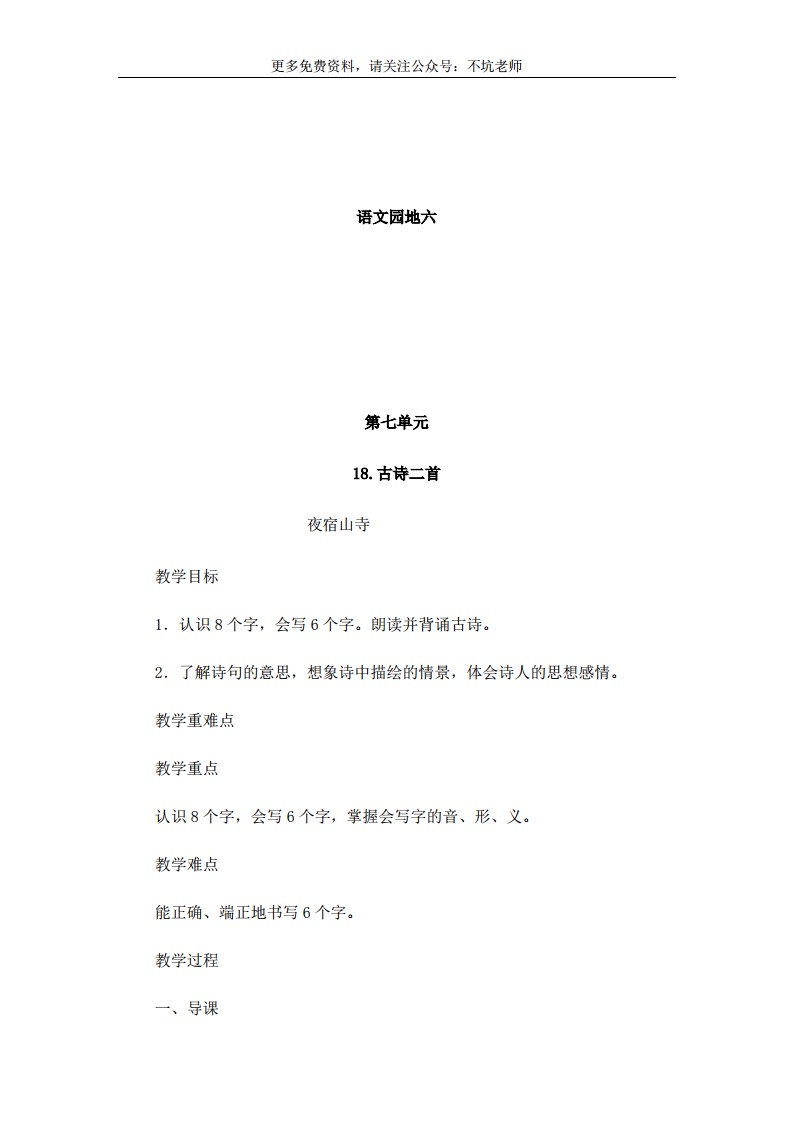 更多免费资料，请关注公众号：不坑老师
语文园地六
第七单元
18.古诗二首
夜宿山寺
教学目标
1．认识 8 个字，会写 6 个字。朗读并背诵古诗。
2．了解诗句的意思，想象诗中描绘的情景，体会诗人的思想感情。
教学重难点
教学重点
认识 8 个字，会写 6 个字，掌握会写字的音、形、义。
教学难点
能正确、端正地书写 6 个字。
教学过程
一、导课